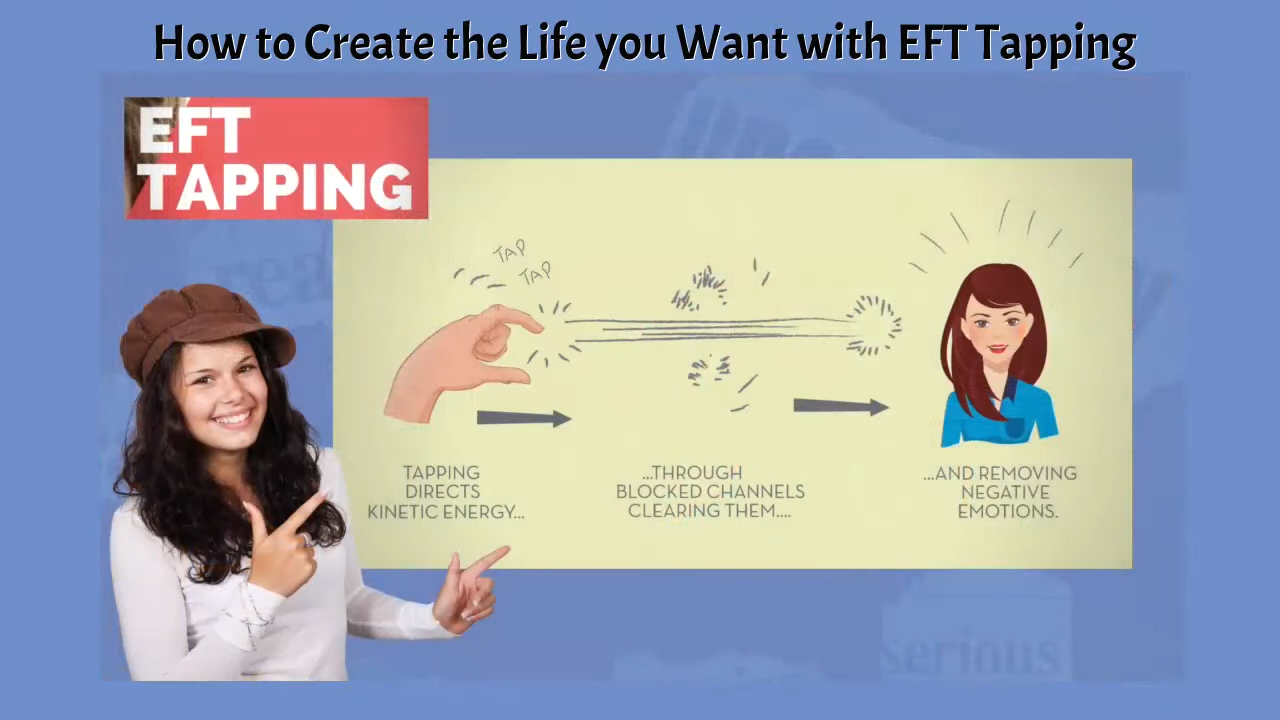 How to Create the Life you Want with EFT Tapping
EFT
TAPPING
TAP
TAP
TAPPING
DIRECTS
KINETIC ENERGY...
...THROUGH
BLOCKED CHANNELS
CLEARING THEM....
...AND REMOVING
NEGATIVE
EMOTIONS.
serious